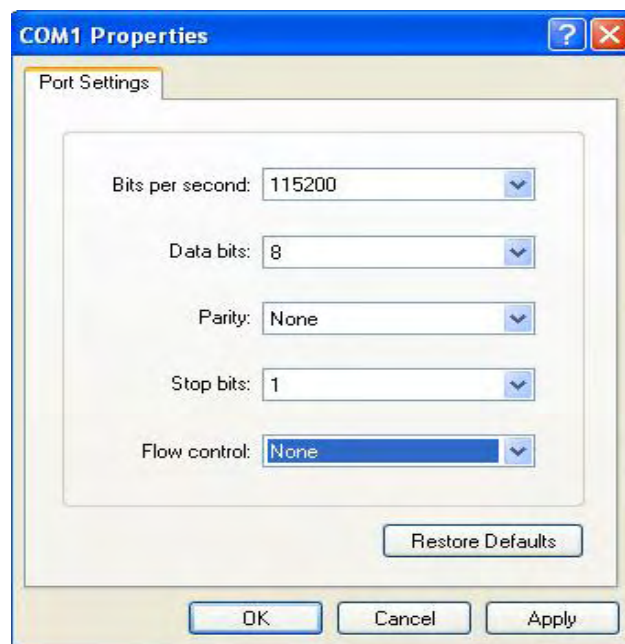 COM1 Properties
Port Settings
Bits per second: 115200
Data bits: 8
Parity: None
Stop bits: 1
Flow control: None
Restore Defaults
OK Cancel Apply